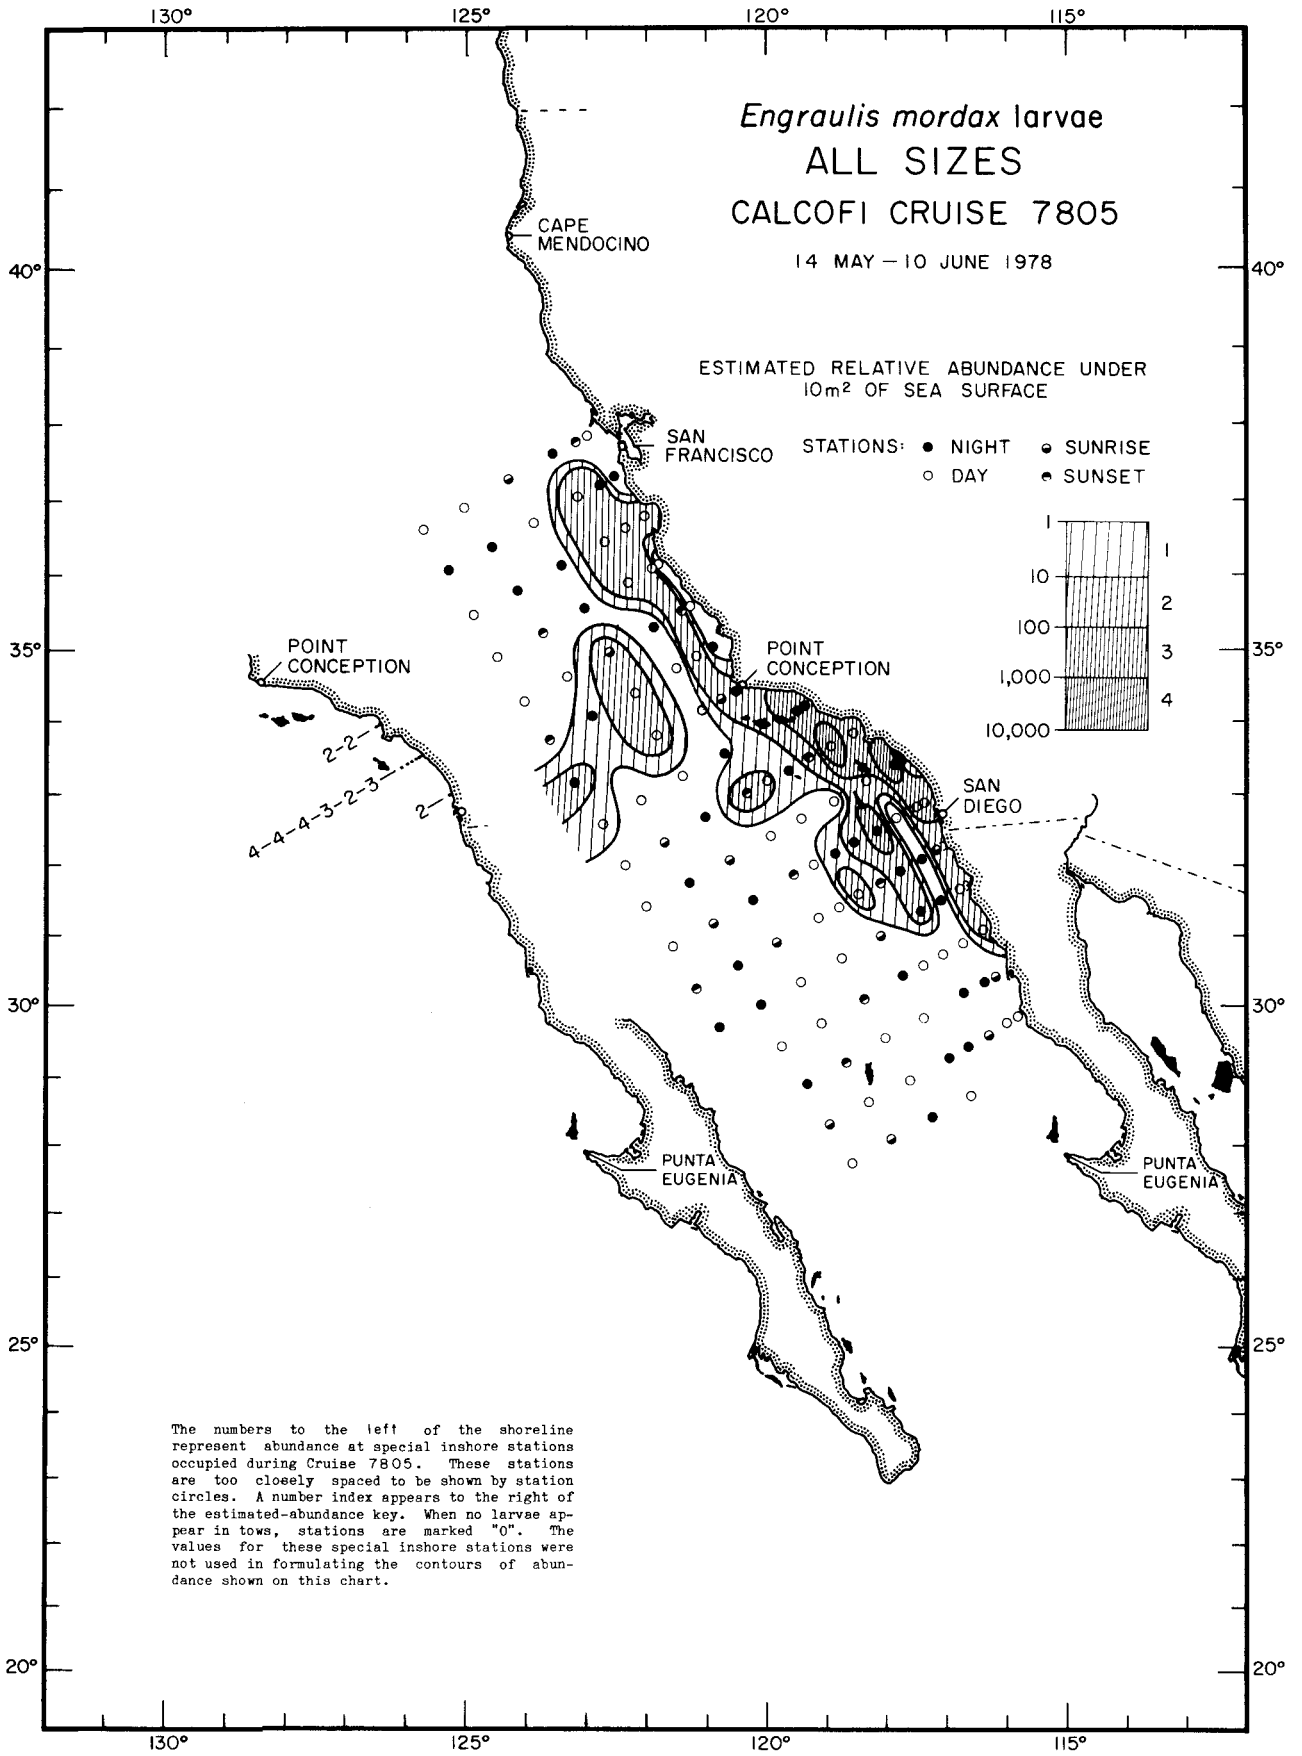 130° 125° 120° 115°
Engraulis mordax larvae
ALL SIZES
CALCOFI CRUISE 7805
14 MAY – 10 JUNE 1978
CAPE
MENDOCINO
40° 40°
ESTIMATED RELATIVE ABUNDANCE UNDER
10m² OF SEA SURFACE
SAN
FRANCISCO
STATIONS: ● NIGHT SUNRISE
○ DAY SUNSET
1
10
100
1,000
10,000
1
2
3
4
35° 35°
POINT
CONCEPTION
POINT
CONCEPTION
2-2-
4-4-4-3-2-3
2-
SAN
DIEGO
30° 30°
PUNTA
EUGENIA
PUNTA
EUGENIA
25° 25°
The numbers to the left of the shoreline
represent abundance at special inshore stations
occupied during Cruise 7805. These stations
are too closely spaced to be shown by station
circles. A number index appears to the right of
the estimated-abundance key. When no larvae ap-
pear in tows, stations are marked "0". The
values for these special inshore stations were
not used in formulating the contours of abun-
dance shown on this chart.
20° 20°
130° 125° 120° 115°